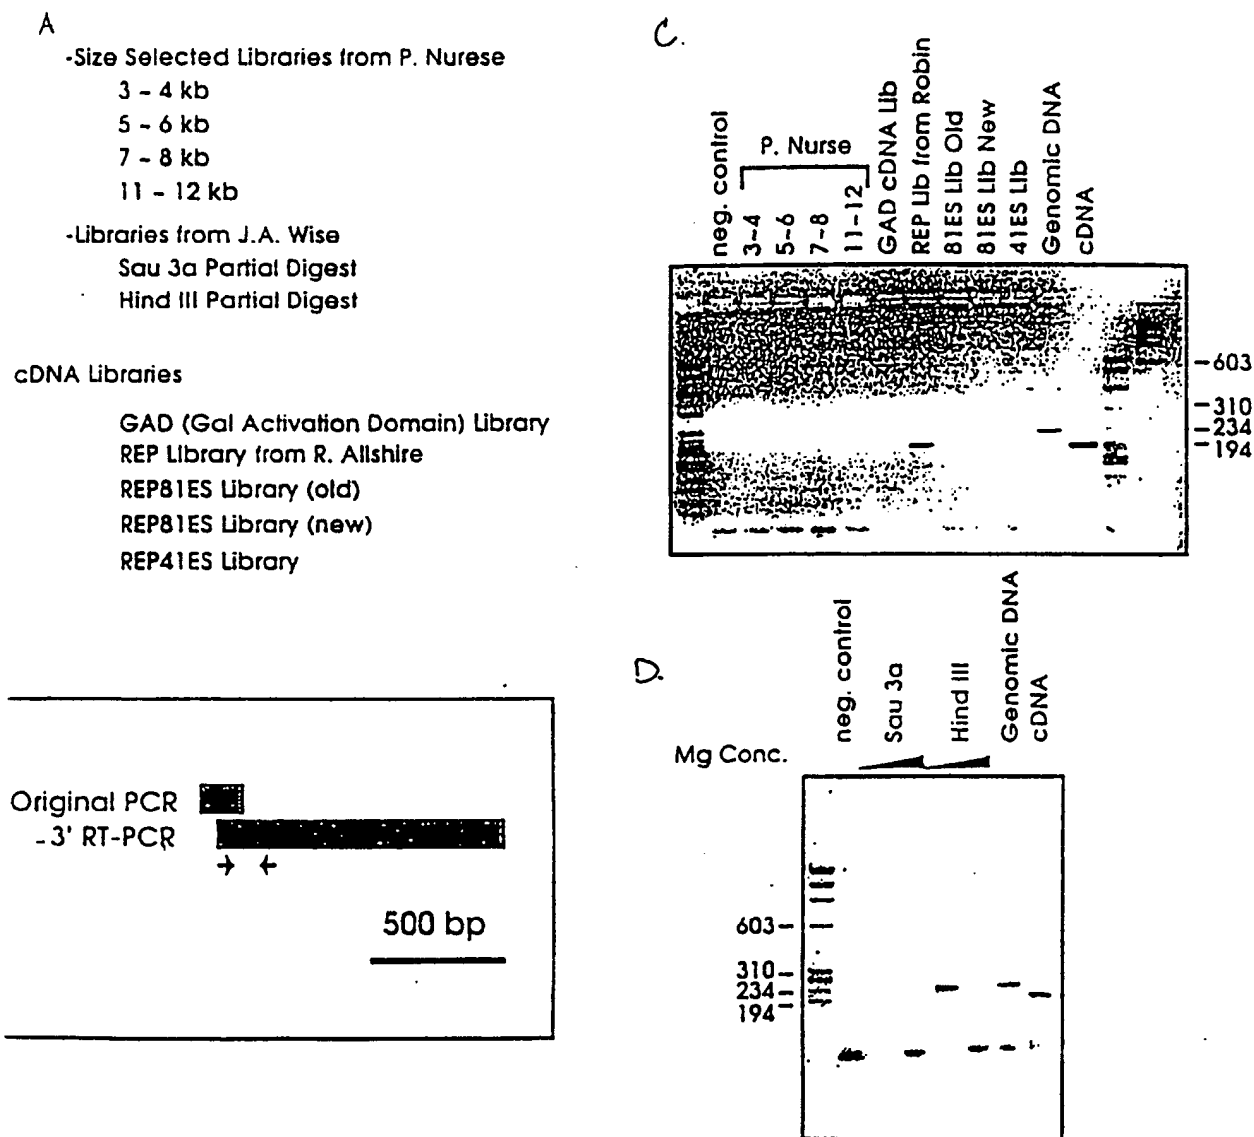 A
-Size Selected Libraries from P. Nurese
3 - 4 kb
5 - 6 kb
7 - 8 kb
11 - 12 kb
-Libraries from J.A. Wise
Sau 3a Partial Digest
Hind III Partial Digest
cDNA Libraries
GAD (Gal Activation Domain) Library
REP Library from R. Allshire
REP81ES Library (old)
REP81ES Library (new)
REP41ES Library
Original PCR
-3' RT-PCR
500 bp
C.
P. Nurse
neg. control
3-4
5-6
7-8
11-12
GAD cDNA Lib
REP Lib from Robin
81ES Lib Old
81ES Lib New
41ES Lib
Genomic DNA
cDNA
603
310
234
194
D.
neg. control
Sau 3a
Hind III
Genomic DNA
cDNA
Mg Conc.
603
310
234
194